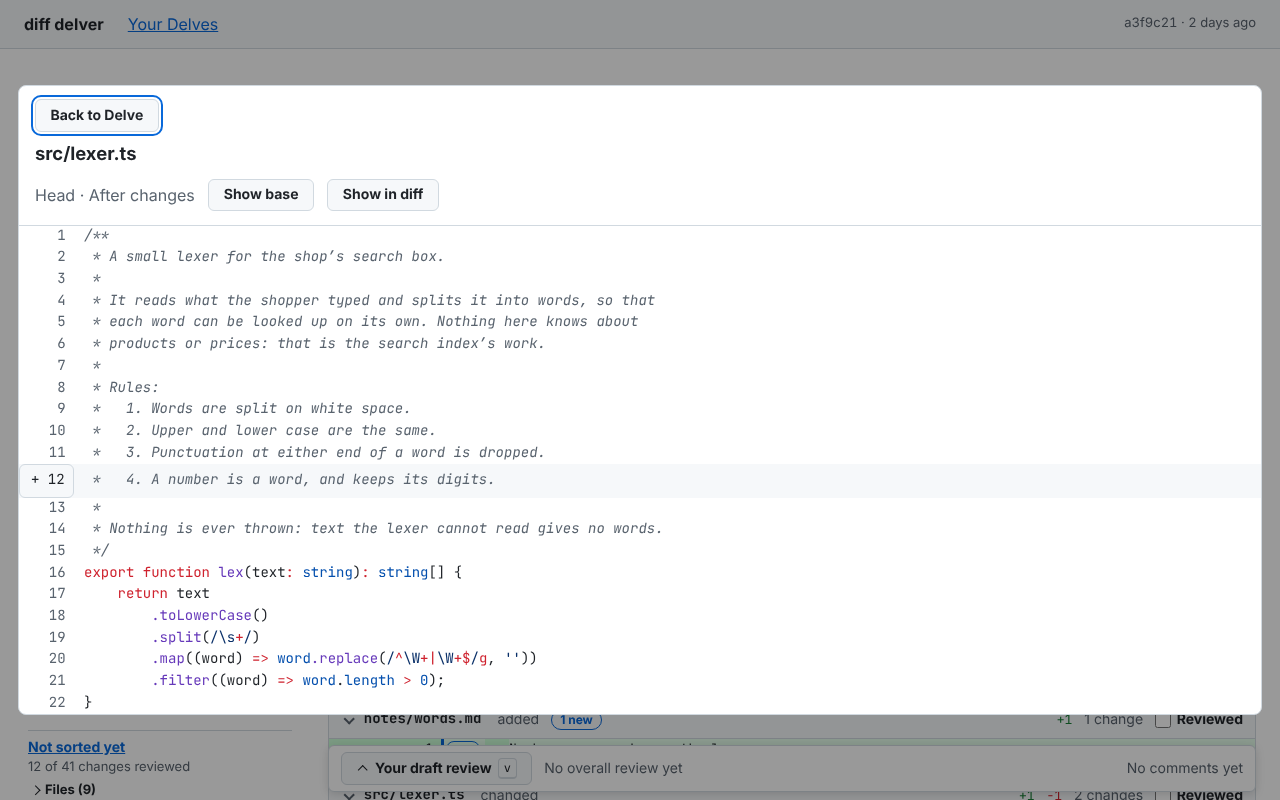 diff delver Your Delves a3f9c21 · 2 days ago
Back to Delve
src/lexer.ts
Head · After changes Show base Show in diff
1 /**
2 * A small lexer for the shop’s search box.
3 *
4 * It reads what the shopper typed and splits it into words, so that
5 * each word can be looked up on its own. Nothing here knows about
6 * products or prices: that is the search index’s work.
7 *
8 * Rules:
9 *   1. Words are split on white space.
10 *   2. Upper and lower case are the same.
11 *   3. Punctuation at either end of a word is dropped.
+ 12 *   4. A number is a word, and keeps its digits.
13 *
14 * Nothing is ever thrown: text the lexer cannot read gives no words.
15 */
16 export function lex(text: string): string[] {
17     return text
18         .toLowerCase()
19         .split(/\s+/)
20         .map((word) => word.replace(/^\W+|\W+$/g, ''))
21         .filter((word) => word.length > 0);
22 }
notes/words.md added 1 new +1 1 change Reviewed
Not sorted yet
12 of 41 changes reviewed
Your draft review v No overall review yet No comments yet
Files (9)
src/lexer.ts changed +1 -1 2 changes Reviewed